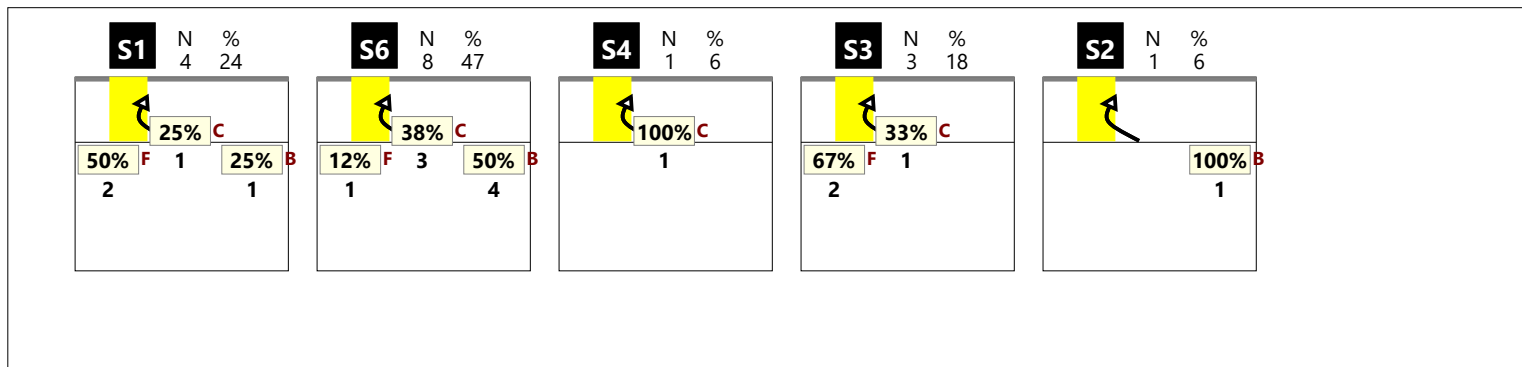 S1 N % 4 24
25% C
50% F 1 25% B
2 1
S6 N % 8 47
38% C
12% F 3 50% B
1 4
S4 N % 1 6
100% C
1
S3 N % 3 18
33% C
67% F 1
2
S2 N % 1 6
100% B
1